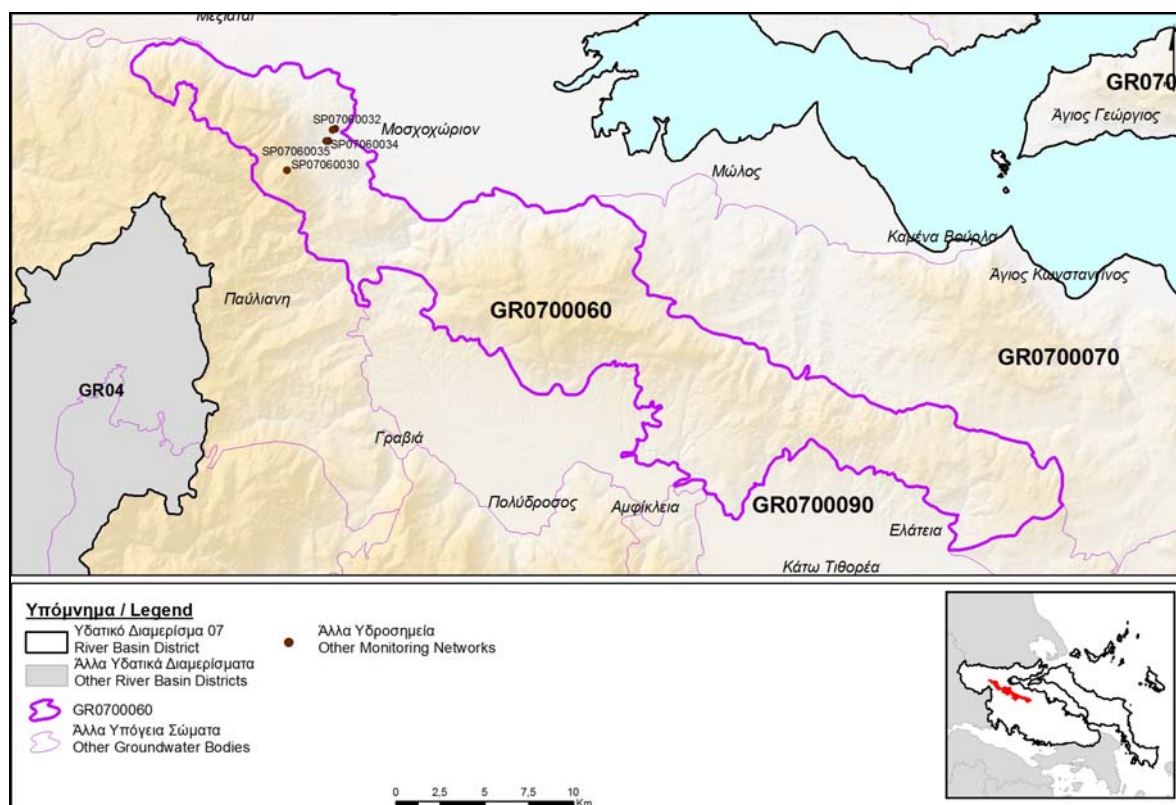 Μεξιάται
GR070
Άγιος Γεώργιος
SP07060032
Μοσχοχώριον
SP07060034
SP07060035
SP07060030
Μώλος
Καμένα Βούρλα
Άγιος Κωνσταντίνος
Παύλιανη
GR0700060
GR0700070
GR04
Γραβιά
Πολύδροσος
Αμφίκλεια
GR0700090
Ελάτεια
Κάτω Τιθορέα
Υπόμνημα / Legend
Υδατικό Διαμερίσμα 07
River Basin District
Άλλα Υδατικά Διαμερίσματα
Other River Basin Districts
GR0700060
Άλλα Υπόγεια Σώματα
Other Groundwater Bodies
Άλλα Υδροσημεία
Other Monitoring Networks
0 2,5 5 7,5 10
Km